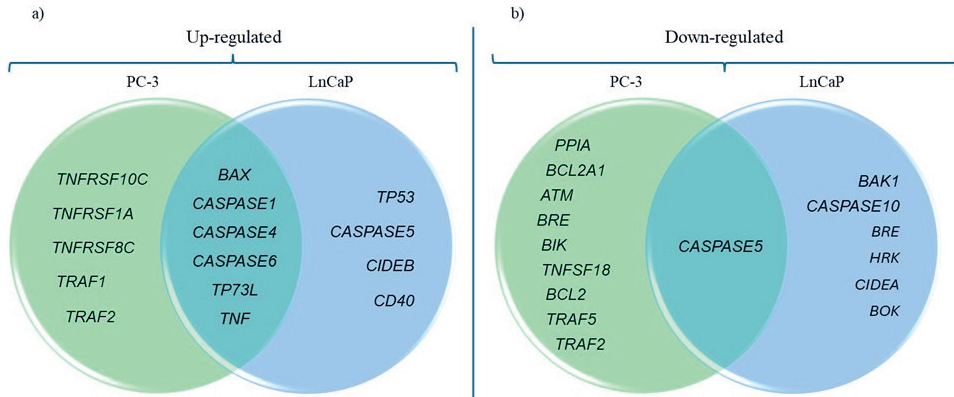 a)
Up-regulated
PC-3
LnCaP
TNFRSF10C
TNFRSF1A
TNFRSF8C
TRAF1
TRAF2
BAX
CASPASE1
CASPASE4
CASPASE6
TP73L
TNF
TP53
CASPASE5
CIDEB
CD40
b)
Down-regulated
PC-3
LnCaP
PPIA
BCL2A1
ATM
BRE
BIK
TNFSF18
BCL2
TRAF5
TRAF2
CASPASE5
BAK1
CASPASE10
BRE
HRK
CIDEA
BOK